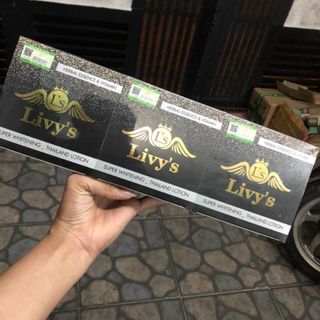 HERBAL ESSENCE & VITAMIN
L's
Livy's
SUPER WHITENING _ THAILAND LOTION
HERBAL ESSENCE & VITAMIN
L's
Livy's
SUPER WHITENING _ THAILAND LOTION
HERBAL ESSENCE & VITAMIN
L's
Livy's
SUPER WHITENING _ THAILAND LOTION